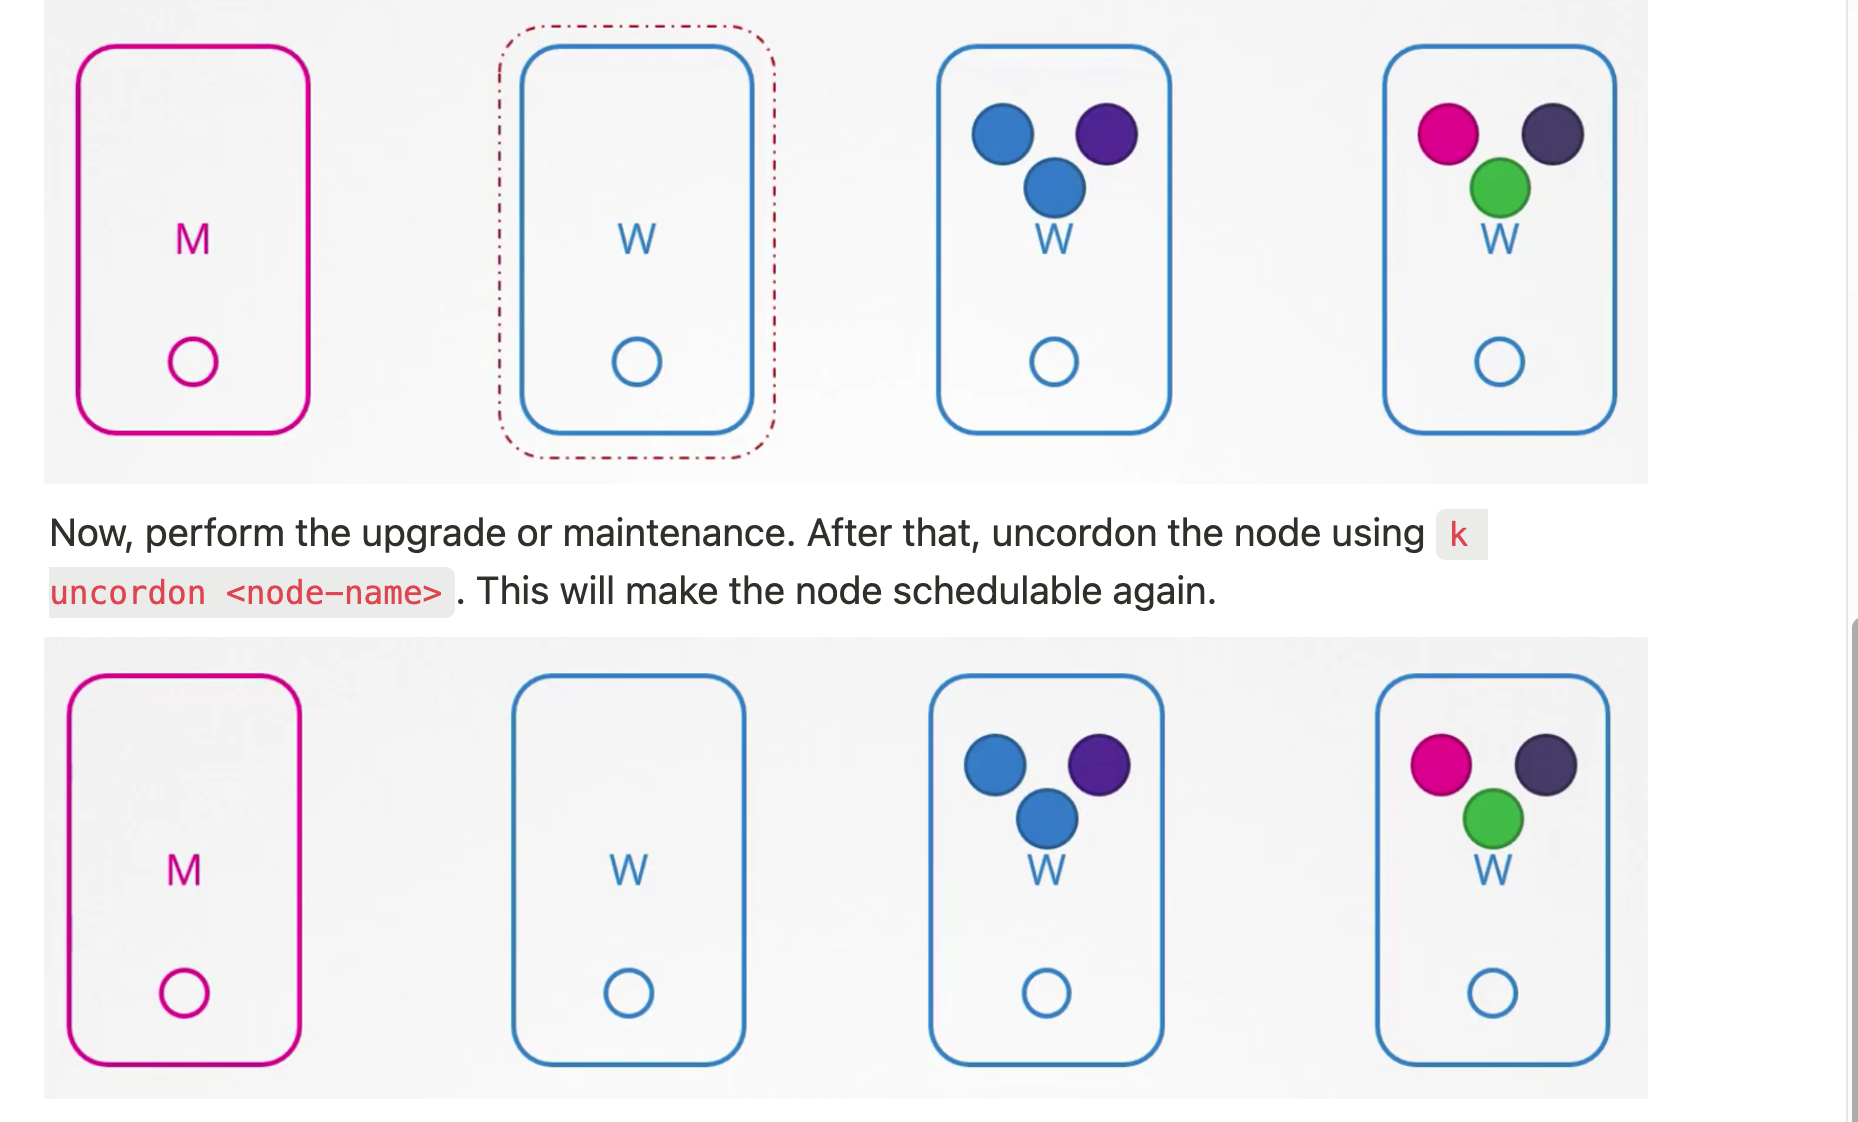 M W W W
Now, perform the upgrade or maintenance. After that, uncordon the node using k
uncordon <node-name>. This will make the node schedulable again.
M W W W